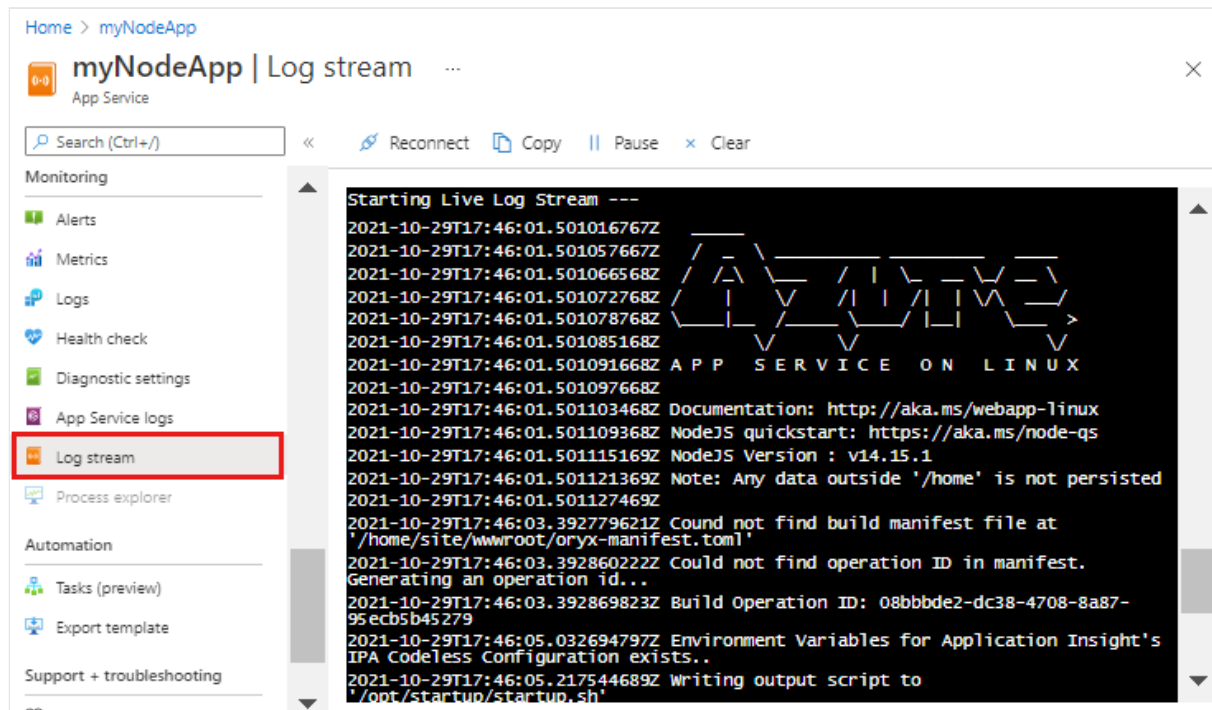 Home > myNodeApp
myNodeApp | Log stream ...
App Service
Search (Ctrl+/)
«
Reconnect Copy Pause Clear
Monitoring
Alerts
Metrics
Logs
Health check
Diagnostic settings
App Service logs
Log stream
Process explorer
Automation
Tasks (preview)
Export template
Support + troubleshooting
Starting Live Log Stream ---
2021-10-29T17:46:01.501016767Z
2021-10-29T17:46:01.501057667Z
2021-10-29T17:46:01.501066568Z
2021-10-29T17:46:01.501072768Z
2021-10-29T17:46:01.501078768Z
2021-10-29T17:46:01.501085168Z
AZURE
2021-10-29T17:46:01.501091668Z A P P S E R V I C E O N L I N U X
2021-10-29T17:46:01.501097668Z
2021-10-29T17:46:01.501103468Z Documentation: http://aka.ms/webapp-linux
2021-10-29T17:46:01.501109368Z NodeJS quickstart: https://aka.ms/node-qs
2021-10-29T17:46:01.501115169Z NodeJS Version : v14.15.1
2021-10-29T17:46:01.501121369Z Note: Any data outside '/home' is not persisted
2021-10-29T17:46:01.501127469Z
2021-10-29T17:46:03.392779621Z Cound not find build manifest file at
'/home/site/wwwroot/oryx-manifest.toml'
2021-10-29T17:46:03.392860222Z Could not find operation ID in manifest.
Generating an operation id...
2021-10-29T17:46:03.392869823Z Build Operation ID: 08bbbde2-dc38-4708-8a87-
95ecb5b45279
2021-10-29T17:46:05.032694797Z Environment Variables for Application Insight's
IPA Codeless Configuration exists..
2021-10-29T17:46:05.217544689Z Writing output script to
'/opt/startup/startup.sh'